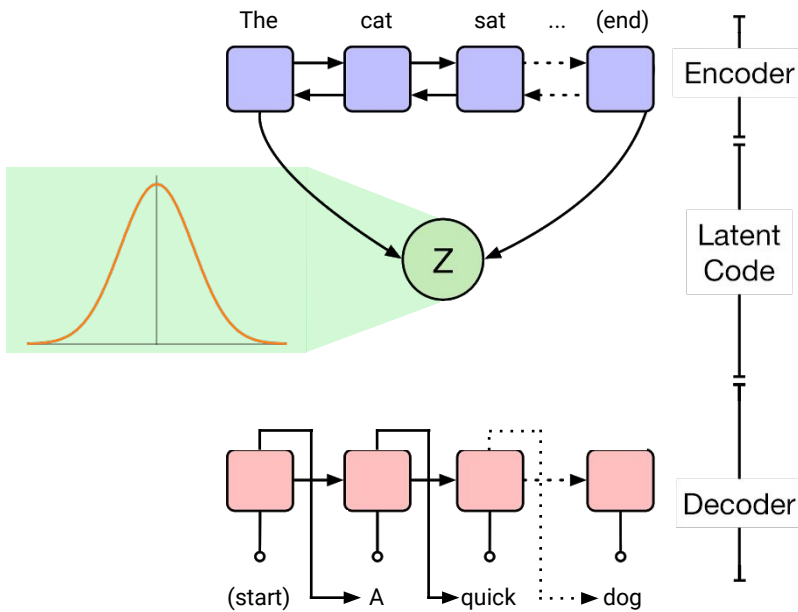 The cat sat ... (end)
Encoder
Z
Latent
Code
Decoder
(start) A quick dog